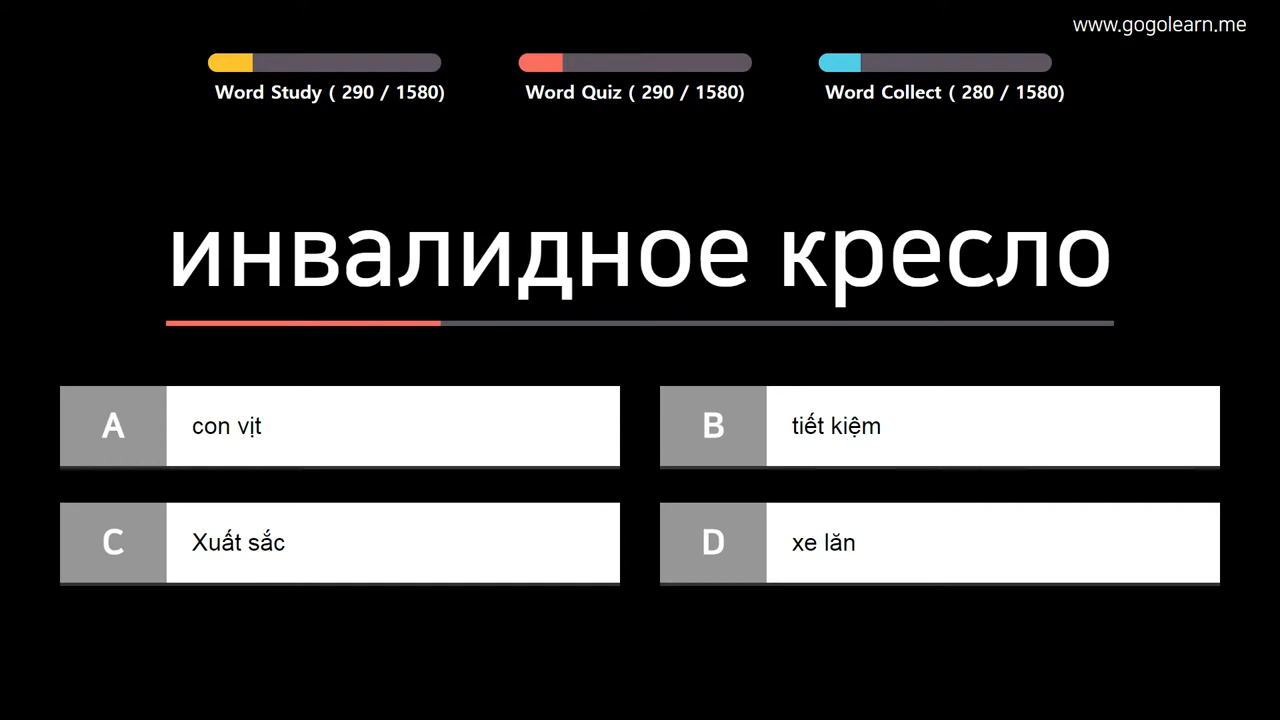 www.gogolearn.me
Word Study ( 290 / 1580)
Word Quiz ( 290 / 1580)
Word Collect ( 280 / 1580)
инвалидное кресло
A con vịt
B tiết kiệm
C Xuất sắc
D xe lăn